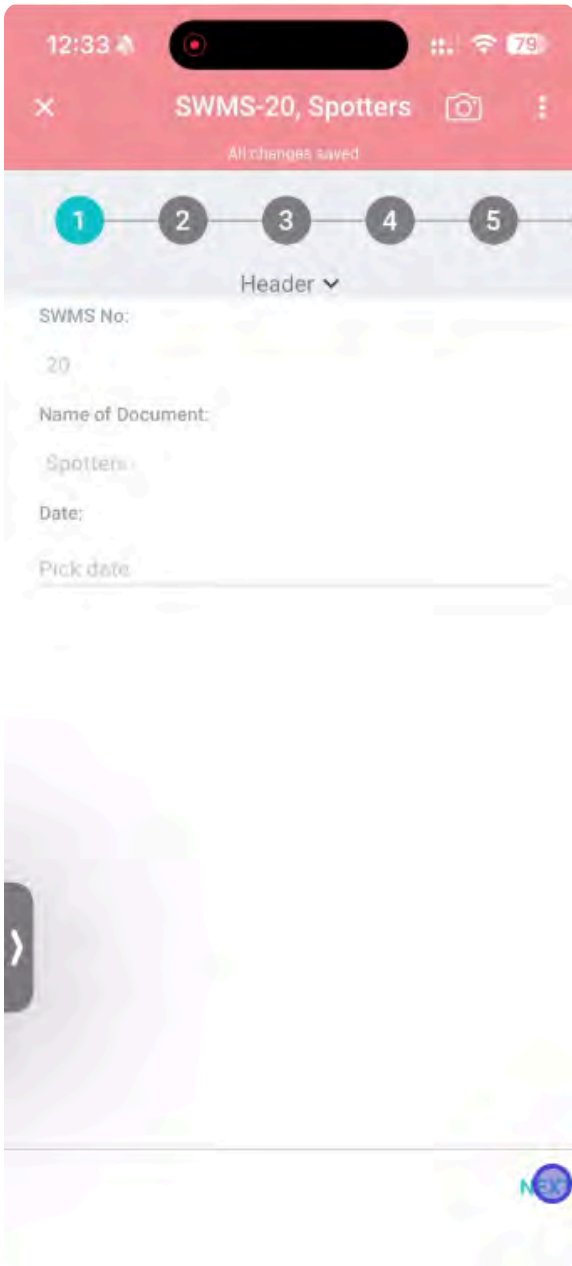 12:33
79
SWMS-20, Spotters
All changes saved
1 2 3 4 5
Header
SWMS No:
20
Name of Document:
Spotters
Date:
Pick date
NEXT